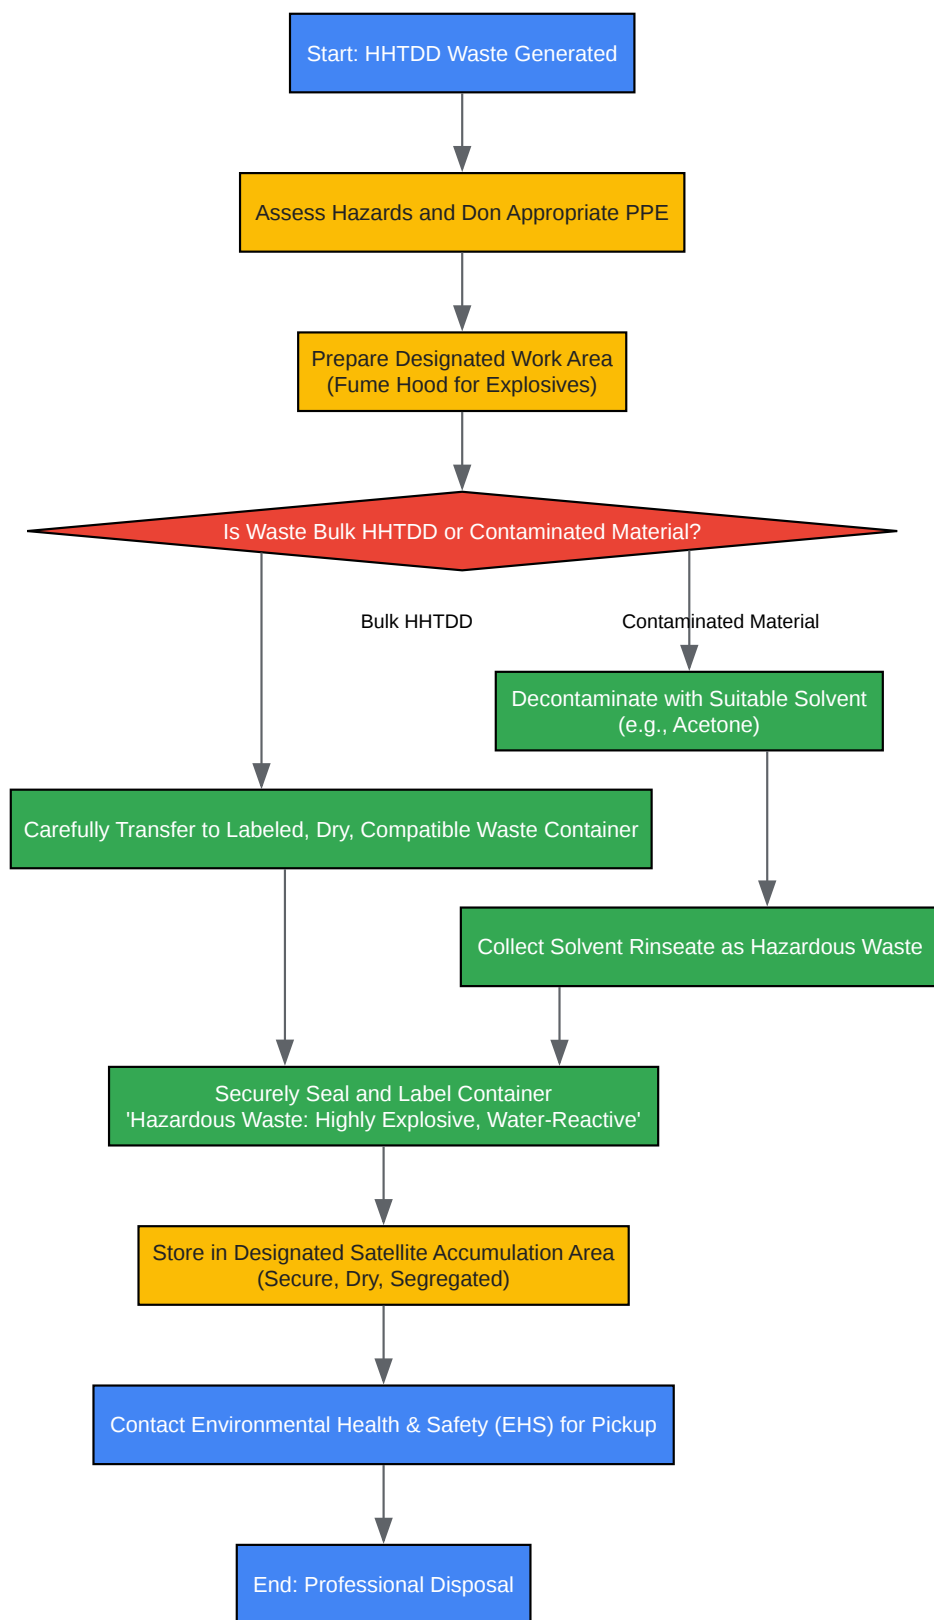 Start: HHTDD Waste Generated
Assess Hazards and Don Appropriate PPE
Prepare Designated Work Area
(Fume Hood for Explosives)
Is Waste Bulk HHTDD or Contaminated Material?
Bulk HHTDD
Contaminated Material
Decontaminate with Suitable Solvent
(e.g., Acetone)
Carefully Transfer to Labeled, Dry, Compatible Waste Container
Collect Solvent Rinseate as Hazardous Waste
Securely Seal and Label Container
'Hazardous Waste: Highly Explosive, Water-Reactive'
Store in Designated Satellite Accumulation Area
(Secure, Dry, Segregated)
Contact Environmental Health & Safety (EHS) for Pickup
End: Professional Disposal